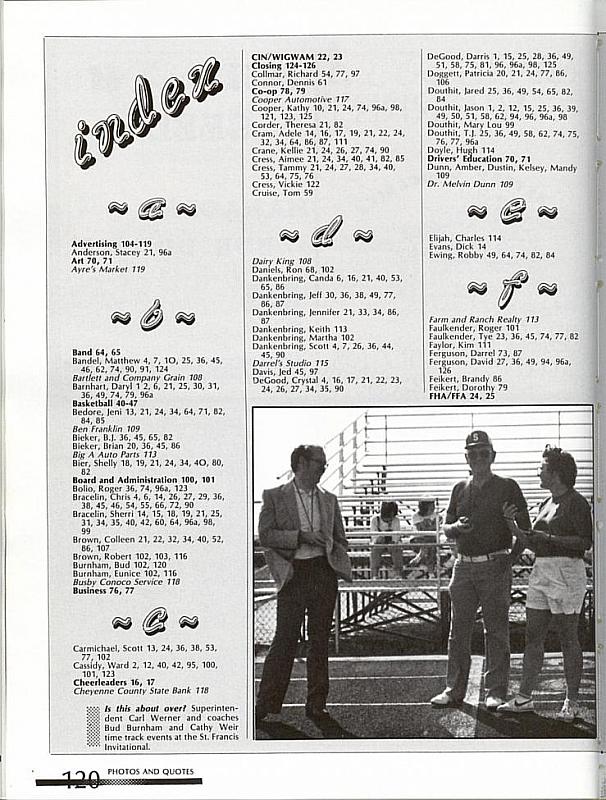 index
~ a ~
Advertising 104-119
Anderson, Stacey 21, 96a
Art 70, 71
Ayre's Market 119
~ b ~
Band 64, 65
Bandel, Matthew 4, 7, 1O, 25, 36, 45,
46, 62, 74, 90, 91, 124
Bartlett and Company Grain 108
Barnhart, Daryl 1 2, 6, 21, 25, 30, 31,
36, 49, 74, 79, 96a
Basketball 40-47
Bedore, Jeni 13, 21, 24, 34, 64, 71, 82,
84, 85
Ben Franklin 109
Bieker, B.J. 36, 45, 65, 82
Bieker, Brian 20, 36, 45, 86
Big A Auto Parts 113
Bier, Shelly 18, 19, 21, 24, 34, 4O, 80,
82
Board and Administration 100, 101
Bolio, Roger 36, 74, 96a, 123
Bracelin, Chris 4, 6, 14, 26, 27, 29, 36,
38, 45, 46, 54, 55, 66, 72, 90
Bracelin, Sherri 14, 15, 18, 19, 21, 25,
31, 34, 35, 40, 42, 60, 64, 96a, 98,
99
Brown, Colleen 21, 22, 32, 34, 40, 52,
86, 107
Brown, Robert 102, 103, 116
Burnham, Bud 102, 120
Burnham, Eunice 102, 116
Busby Conoco Service 118
Business 76, 77
~ c ~
Carmichael, Scott 13, 24, 36, 38, 53,
77, 102
Cassidy, Ward 2, 12, 40, 42, 95, 100,
101, 123
Cheerleaders 16, 17
Cheyenne County State Bank 118
Is this about over? Superinten-
dent Carl Werner and coaches
Bud Burnham and Cathy Weir
time track events at the St. Francis
Invitational.
CIN/WIGWAM 22, 23
Closing 124-126
Collmar, Richard 54, 77, 97
Connor, Dennis 61
Co-op 78, 79
Cooper Automotive 117
Cooper, Kathy 10, 21, 24, 74, 96a, 98,
121, 123, 125
Corder, Theresa 21, 82
Cram, Adele 14, 16, 17, 19, 21, 22, 24,
32, 34, 64, 86, 87, 111
Crane, Kellie 21, 24, 26, 27, 74, 90
Cress, Aimee 21, 24, 34, 40, 41, 82, 85
Cress, Tammy 21, 24, 27, 28, 34, 40,
53, 64, 75, 76
Cress, Vickie 122
Cruise, Tom 59
~ d ~
Dairy King 108
Daniels, Ron 68, 102
Dankenbring, Canda 6, 16, 21, 40, 53,
65, 86
Dankenbring, Jeff 30, 36, 38, 49, 77,
86, 87
Dankenbring, Jennifer 21, 33, 34, 86,
87
Dankenbring, Keith 113
Dankenbring, Martha 102
Dankenbring, Scott 4, 7, 26, 36, 44,
45, 90
Darrel's Studio 115
Davis, Jed 45, 97
DeGood, Crystal 4, 16, 17, 21, 22, 23,
24, 26, 27, 34, 35, 90
DeGood, Darris 1, 15, 25, 28, 36, 49,
51, 58, 75, 81, 96, 96a, 98, 125
Doggett, Patricia 20, 21, 24, 77, 86,
106
Douthit, Jared 25, 36, 49, 54, 65, 82,
84
Douthit, Jason 1, 2, 12, 15, 25, 36, 39,
49, 50, 51, 58, 62, 94, 96, 96a, 98
Douthit, Mary Lou 99
Douthit, T.J. 25, 36, 49, 58, 62, 74, 75,
76, 77, 96a
Doyle, Hugh 114
Drivers' Education 70, 71
Dunn, Amber, Dustin, Kelsey, Mandy
109
Dr. Melvin Dunn 109
~ e ~
Elijah, Charles 114
Evans, Dick 14
Ewing, Robby 49, 64, 74, 82, 84
~ f ~
Farm and Ranch Realty 113
Faulkender, Roger 101
Faulkender, Tye 23, 36, 45, 74, 77, 82
Faylor, Kim 111
Ferguson, Darrel 73, 87
Ferguson, David 27, 36, 49, 94, 96a,
126
Feikert, Brandy 86
Feikert, Dorothy 79
FHA/FFA 24, 25
S
120 PHOTOS AND QUOTES